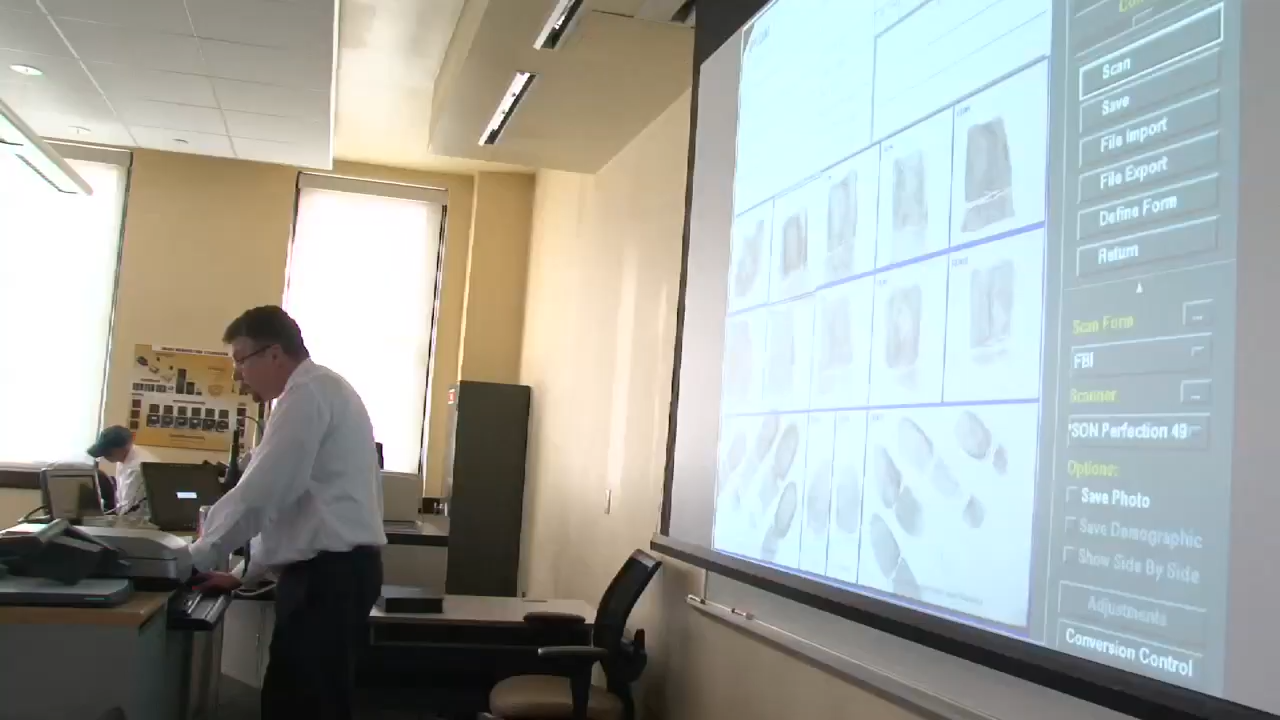 Scan
Save
File Import
File Export
Define Form
Return
Scan Form
FBI
Scanner
SON Perfection 49
Options:
Save Photo
Save Demographic
Show Side By Side
Adjustments
Conversion Control